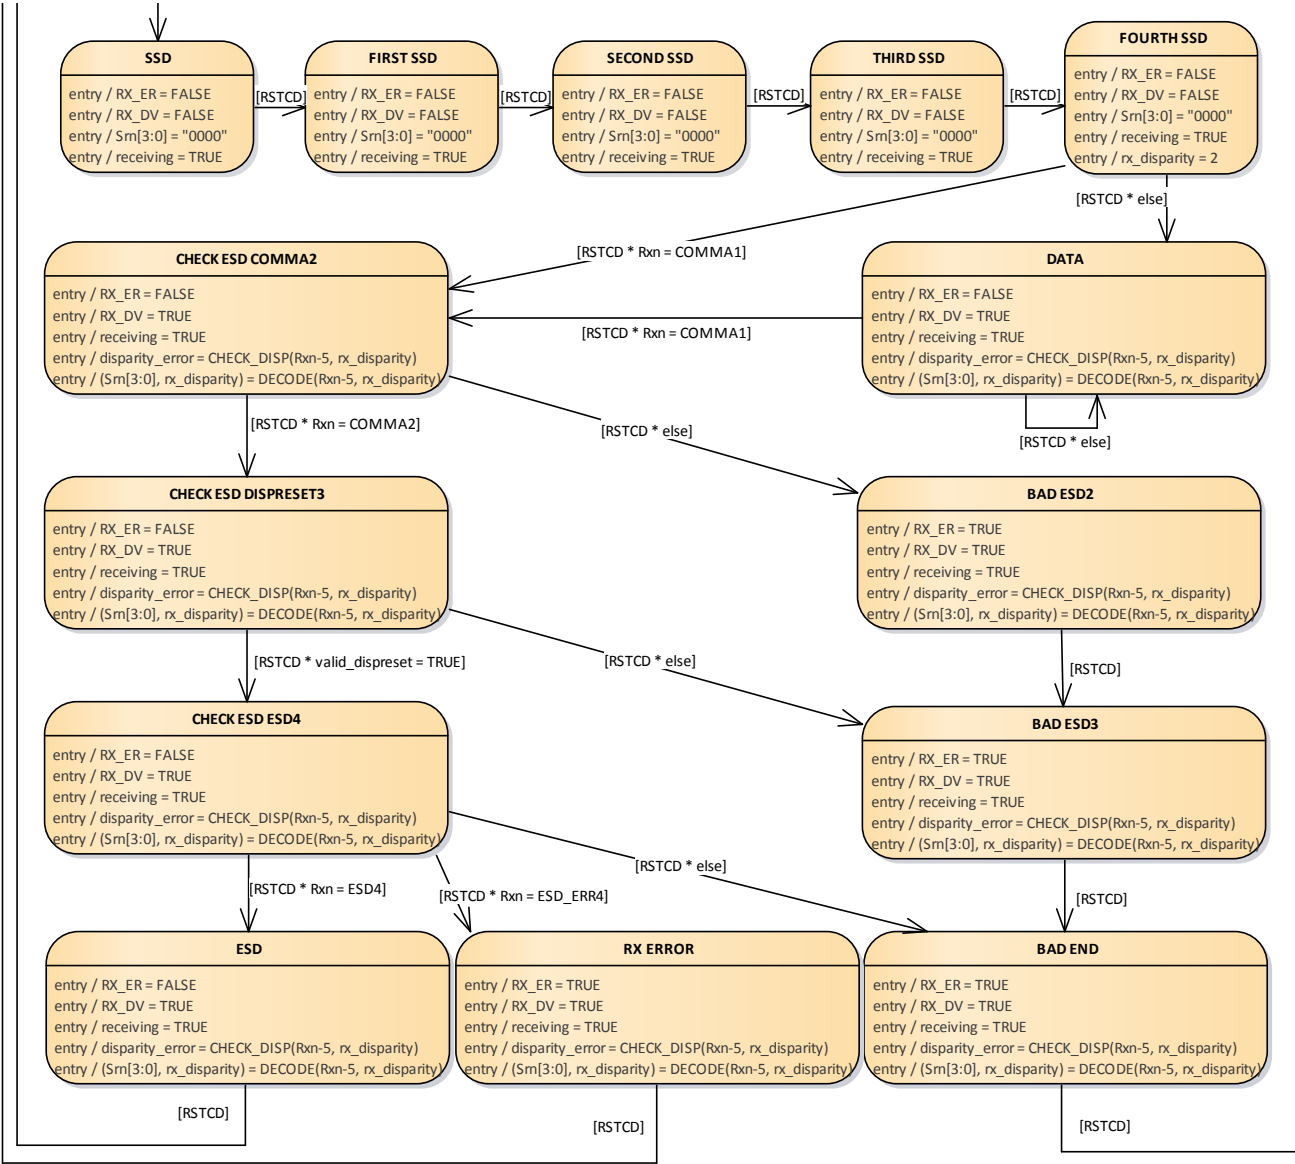 SSD
entry / RX_ER = FALSE
entry / RX_DV = FALSE
entry / Srn[3:0] = "0000"
entry / receiving = TRUE
[RSTCD]
FIRST SSD
entry / RX_ER = FALSE
entry / RX_DV = FALSE
entry / Srn[3:0] = "0000"
entry / receiving = TRUE
[RSTCD]
SECOND SSD
entry / RX_ER = FALSE
entry / RX_DV = FALSE
entry / Srn[3:0] = "0000"
entry / receiving = TRUE
[RSTCD]
THIRD SSD
entry / RX_ER = FALSE
entry / RX_DV = FALSE
entry / Srn[3:0] = "0000"
entry / receiving = TRUE
[RSTCD]
FOURTH SSD
entry / RX_ER = FALSE
entry / RX_DV = FALSE
entry / Srn[3:0] = "0000"
entry / receiving = TRUE
entry / rx_disparity = 2
[RSTCD * else]
[RSTCD * Rxn = COMMA1]
CHECK ESD COMMA2
entry / RX_ER = FALSE
entry / RX_DV = TRUE
entry / receiving = TRUE
entry / disparity_error = CHECK_DISP(Rxn-5, rx_disparity)
entry / (Srn[3:0], rx_disparity) = DECODE(Rxn-5, rx_disparity)
[RSTCD * Rxn = COMMA1]
DATA
entry / RX_ER = FALSE
entry / RX_DV = TRUE
entry / receiving = TRUE
entry / disparity_error = CHECK_DISP(Rxn-5, rx_disparity)
entry / (Srn[3:0], rx_disparity) = DECODE(Rxn-5, rx_disparity)
[RSTCD * Rxn = COMMA2]
[RSTCD * else]
[RSTCD * else]
CHECK ESD DISPRESET3
entry / RX_ER = FALSE
entry / RX_DV = TRUE
entry / receiving = TRUE
entry / disparity_error = CHECK_DISP(Rxn-5, rx_disparity)
entry / (Srn[3:0], rx_disparity) = DECODE(Rxn-5, rx_disparity)
BAD ESD2
entry / RX_ER = TRUE
entry / RX_DV = TRUE
entry / receiving = TRUE
entry / disparity_error = CHECK_DISP(Rxn-5, rx_disparity)
entry / (Srn[3:0], rx_disparity) = DECODE(Rxn-5, rx_disparity)
[RSTCD * valid_dispreset = TRUE]
[RSTCD * else]
[RSTCD]
CHECK ESD ESD4
entry / RX_ER = FALSE
entry / RX_DV = TRUE
entry / receiving = TRUE
entry / disparity_error = CHECK_DISP(Rxn-5, rx_disparity)
entry / (Srn[3:0], rx_disparity) = DECODE(Rxn-5, rx_disparity)
BAD ESD3
entry / RX_ER = TRUE
entry / RX_DV = TRUE
entry / receiving = TRUE
entry / disparity_error = CHECK_DISP(Rxn-5, rx_disparity)
entry / (Srn[3:0], rx_disparity) = DECODE(Rxn-5, rx_disparity)
[RSTCD * Rxn = ESD4]
[RSTCD * Rxn = ESD_ERR4]
[RSTCD * else]
[RSTCD]
ESD
entry / RX_ER = FALSE
entry / RX_DV = TRUE
entry / receiving = TRUE
entry / disparity_error = CHECK_DISP(Rxn-5, rx_disparity)
entry / (Srn[3:0], rx_disparity) = DECODE(Rxn-5, rx_disparity)
RX ERROR
entry / RX_ER = TRUE
entry / RX_DV = TRUE
entry / receiving = TRUE
entry / disparity_error = CHECK_DISP(Rxn-5, rx_disparity)
entry / (Srn[3:0], rx_disparity) = DECODE(Rxn-5, rx_disparity)
BAD END
entry / RX_ER = TRUE
entry / RX_DV = TRUE
entry / receiving = TRUE
entry / disparity_error = CHECK_DISP(Rxn-5, rx_disparity)
entry / (Srn[3:0], rx_disparity) = DECODE(Rxn-5, rx_disparity)
[RSTCD]
[RSTCD]
[RSTCD]